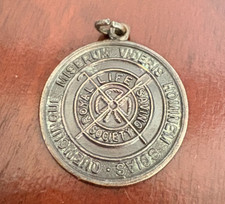 QUEMCUNQUE MISERUM VIDERIS HOMINEM SCIAS
ROYAL LIFE SAVING SOCIETY